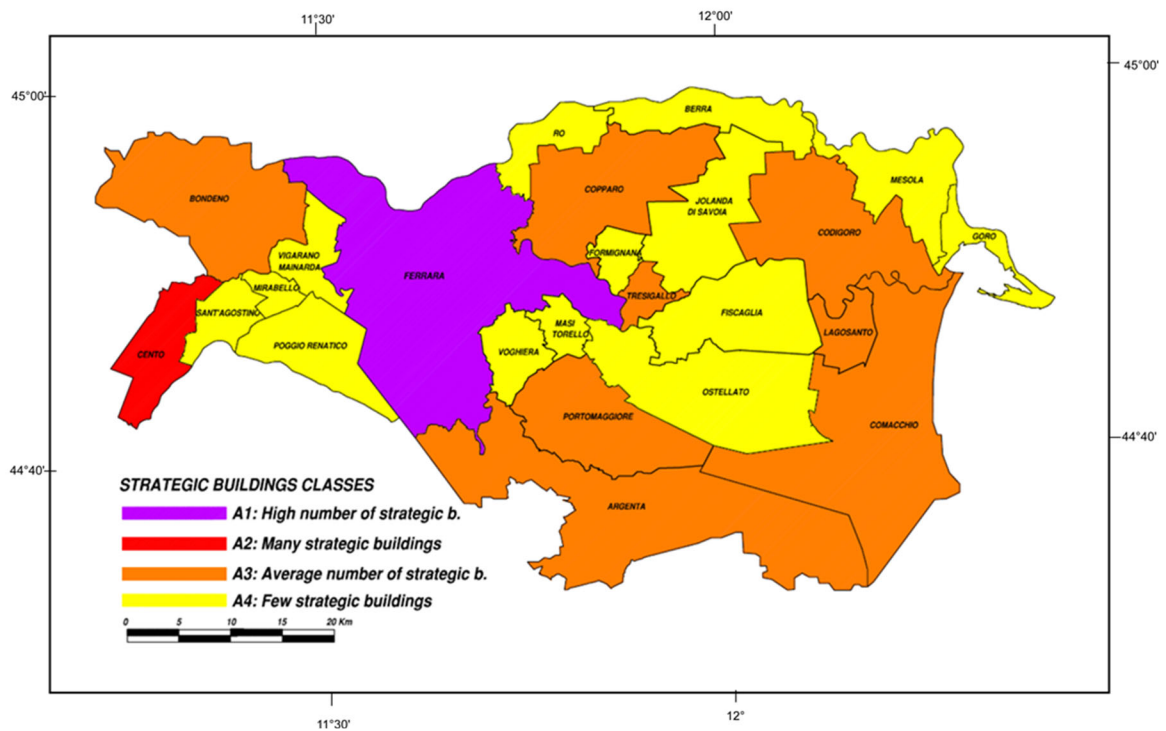 11°30'
12°00'
45°00'
45°00'
BERRA
RO
MESOLA
COPPARO
BONDENO
JOLANDA
DI SAVOIA
CODIGORO
GORO
FORMIGNANA
VIGARANO
MAINARDA
FERRARA
MIRABELLO
TRESIGALLO
SANT'AGOSTINO
FISCAGLIA
MASI
TORELLO
LAGOSANTO
POGGIO RENATICO
VOGHIERA
CENTO
OSTELLATO
PORTOMAGGIORE
COMACCHIO
44°40'
44°40'
ARGENTA
STRATEGIC BUILDINGS CLASSES
A1: High number of strategic b.
A2: Many strategic buildings
A3: Average number of strategic b.
A4: Few strategic buildings
0 5 10 15 20 Km
11°30'
12°